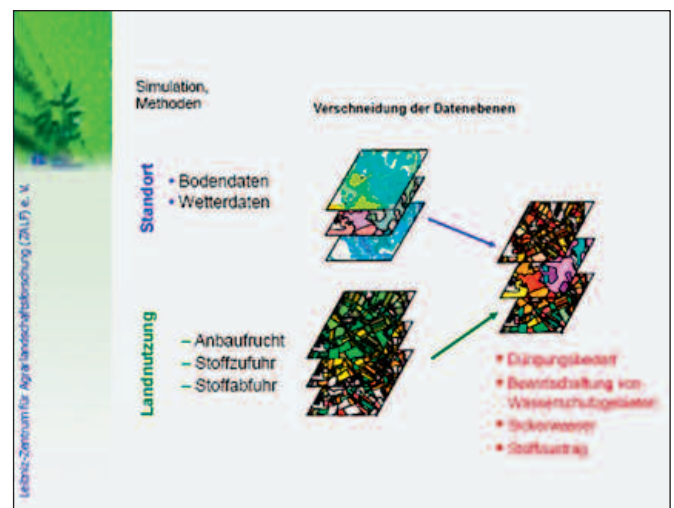 Simulation,
Methoden
Verschneidung der Datenebenen
Standort
• Bodendaten
• Wetterdaten
Landnutzung
– Anbaufrucht
– Stoffzufuhr
– Stoffabfuhr
• Düngungsbedarf
• Bewirtschaftung von
Wasserschutzgebieten
• Sickerwasser
• Stoffaustrag
Leibniz-Zentrum für Agrarlandschaftsforschung (ZALF) e. V.